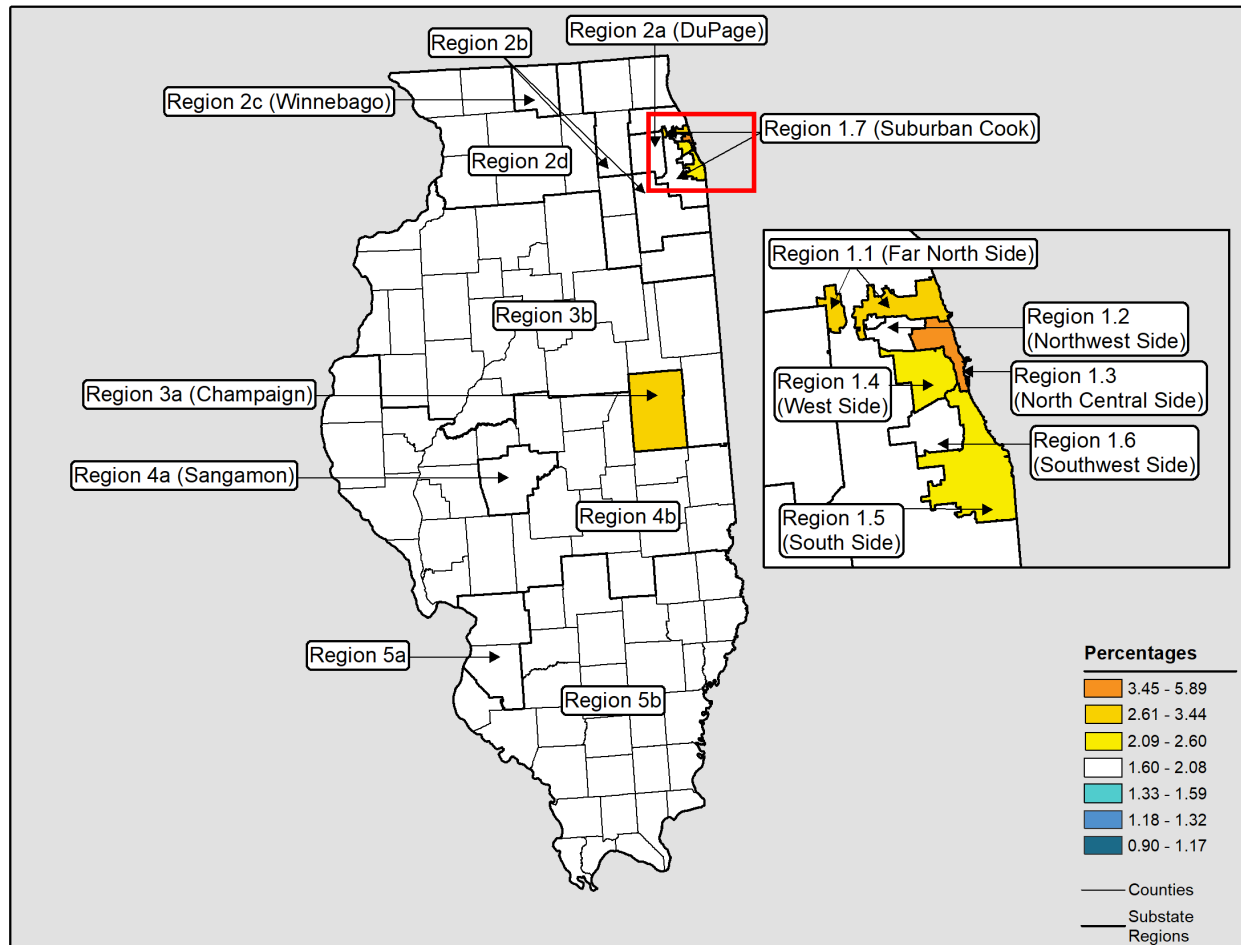 Region 2a (DuPage)
Region 2b
Region 2c (Winnebago)
Region 1.7 (Suburban Cook)
Region 2d
Region 1.1 (Far North Side)
Region 3b
Region 1.2
(Northwest Side)
Region 1.4
(West Side)
Region 1.3
(North Central Side)
Region 3a (Champaign)
Region 1.6
(Southwest Side)
Region 4a (Sangamon)
Region 4b
Region 1.5
(South Side)
Region 5a
Region 5b
Percentages
3.45 - 5.89
2.61 - 3.44
2.09 - 2.60
1.60 - 2.08
1.33 - 1.59
1.18 - 1.32
0.90 - 1.17
Counties
Substate
Regions